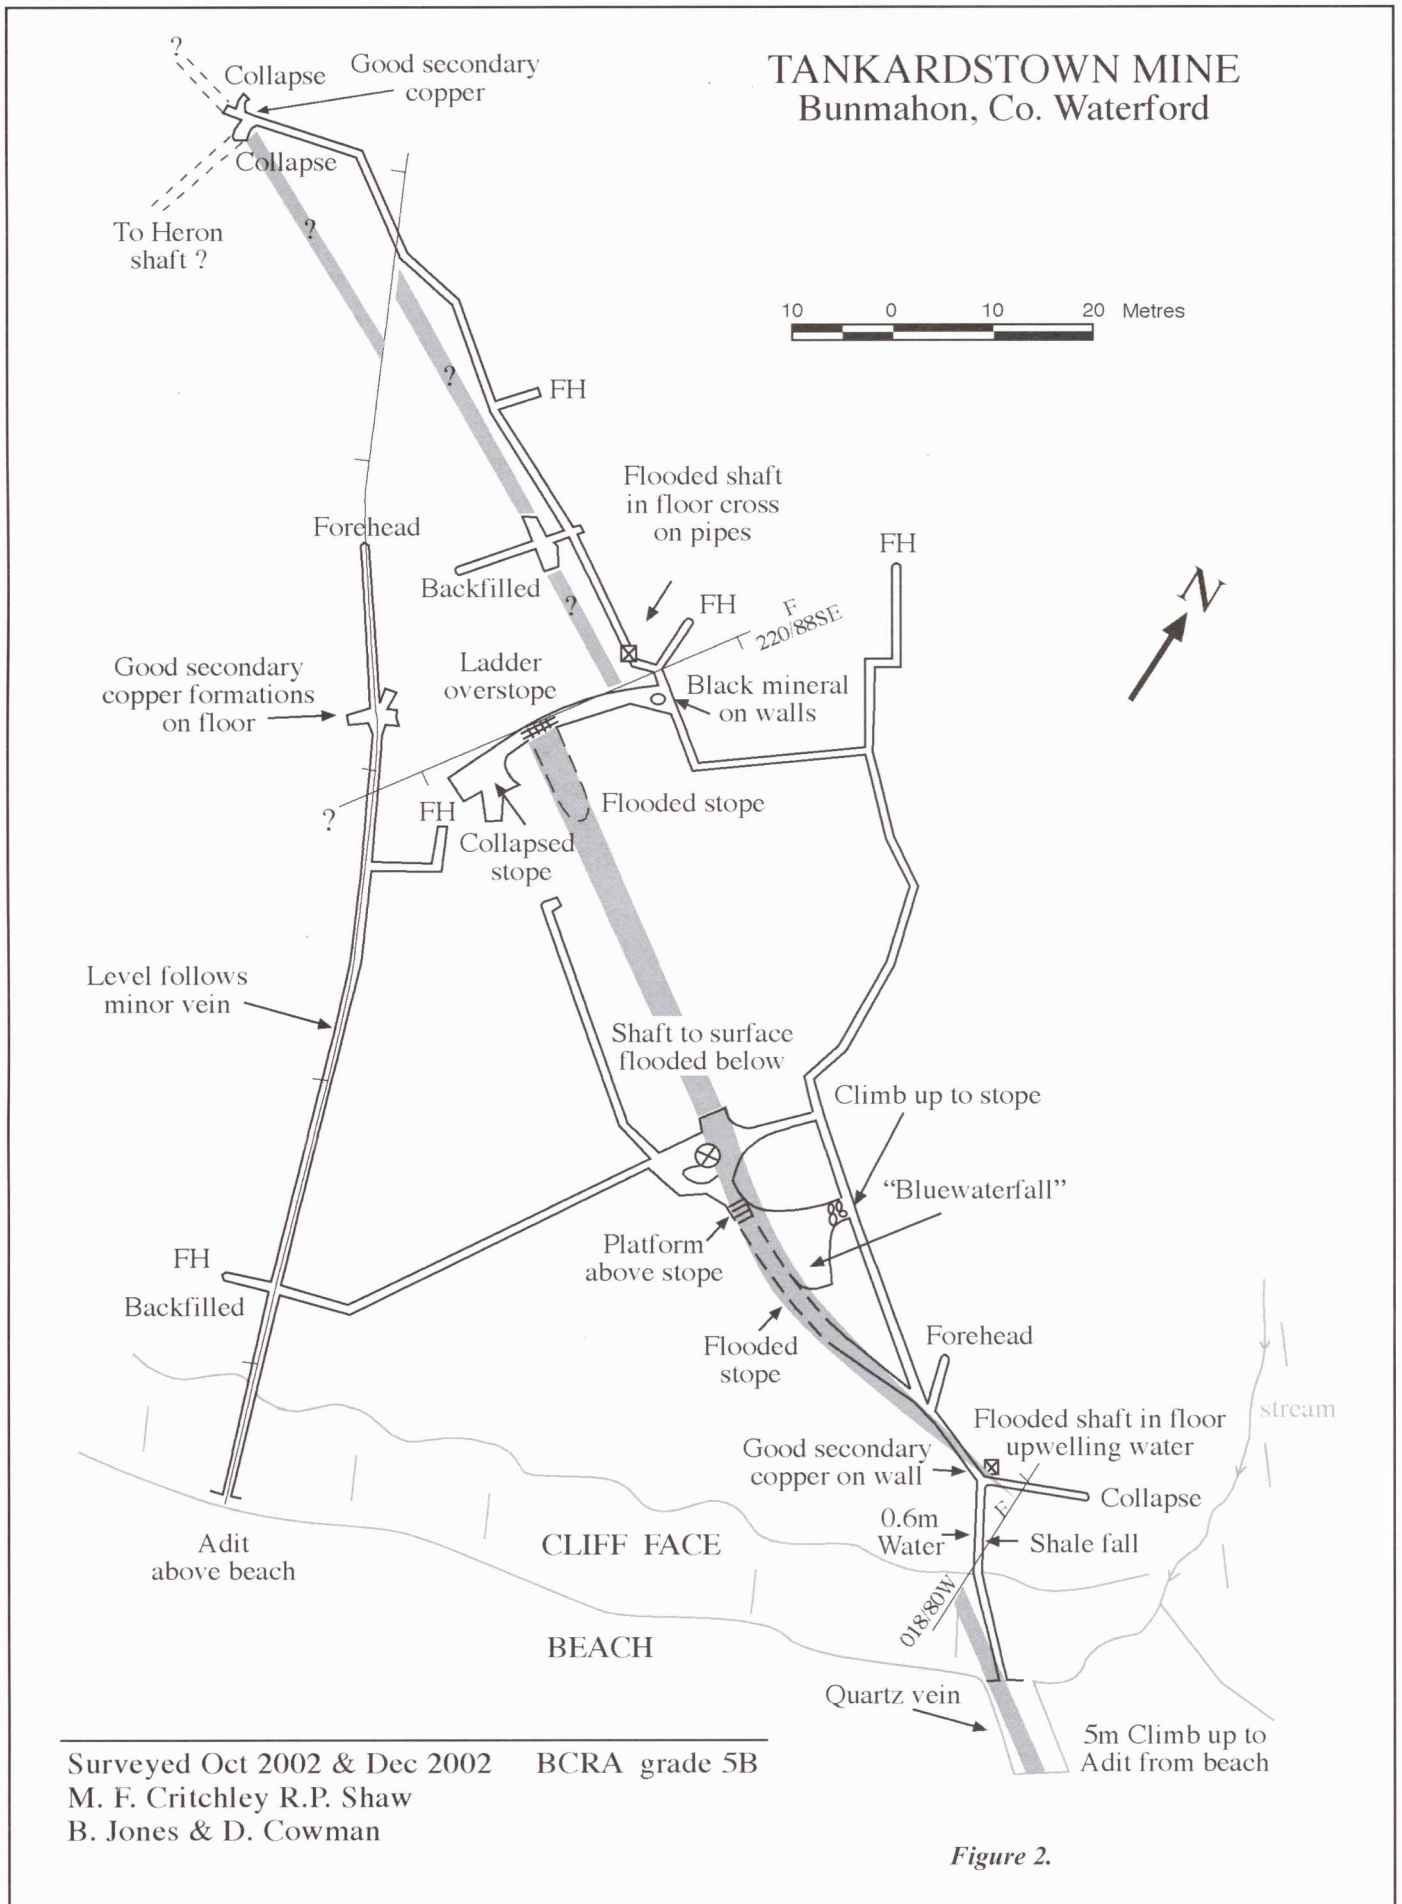 TANKARDSTOWN MINE
Bunmahon, Co. Waterford
?
Collapse
Good secondary
copper
Collapse
To Heron
shaft ?
?
10 0 10 20 Metres
?
FH
Flooded shaft
in floor cross
on pipes
Forehead
FH
Backfilled
?
FH
F
220/88SE
N
Good secondary
copper formations
on floor
Ladder
overstope
Black mineral
on walls
?
FH
Flooded stope
Collapsed
stope
Level follows
minor vein
Shaft to surface
flooded below
Climb up to stope
“Bluewaterfall”
FH
Platform
above stope
Backfilled
Flooded
stope
Forehead
stream
Flooded shaft in floor
upwelling water
Good secondary
copper on wall
Collapse
F
0.6m
Water
Shale fall
Adit
above beach
CLIFF FACE
018/80W
BEACH
Quartz vein
5m Climb up to
Adit from beach
Surveyed Oct 2002 & Dec 2002 BCRA grade 5B
M. F. Critchley R.P. Shaw
B. Jones & D. Cowman
Figure 2.